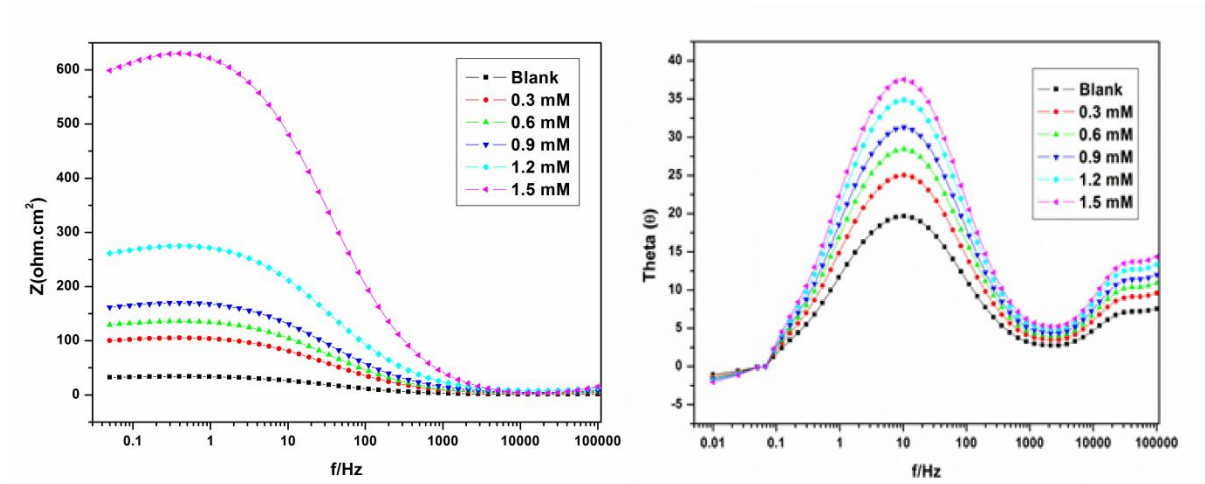 Z(ohm.cm²)
600
500
400
300
200
100
0
0.1
1
10
100
1000
10000
100000
f/Hz
Blank
0.3 mM
0.6 mM
0.9 mM
1.2 mM
1.5 mM
Theta (θ)
40
35
30
25
20
15
10
5
0
-5
0.01
0.1
1
10
100
1000
10000
100000
f/Hz
Blank
0.3 mM
0.6 mM
0.9 mM
1.2 mM
1.5 mM